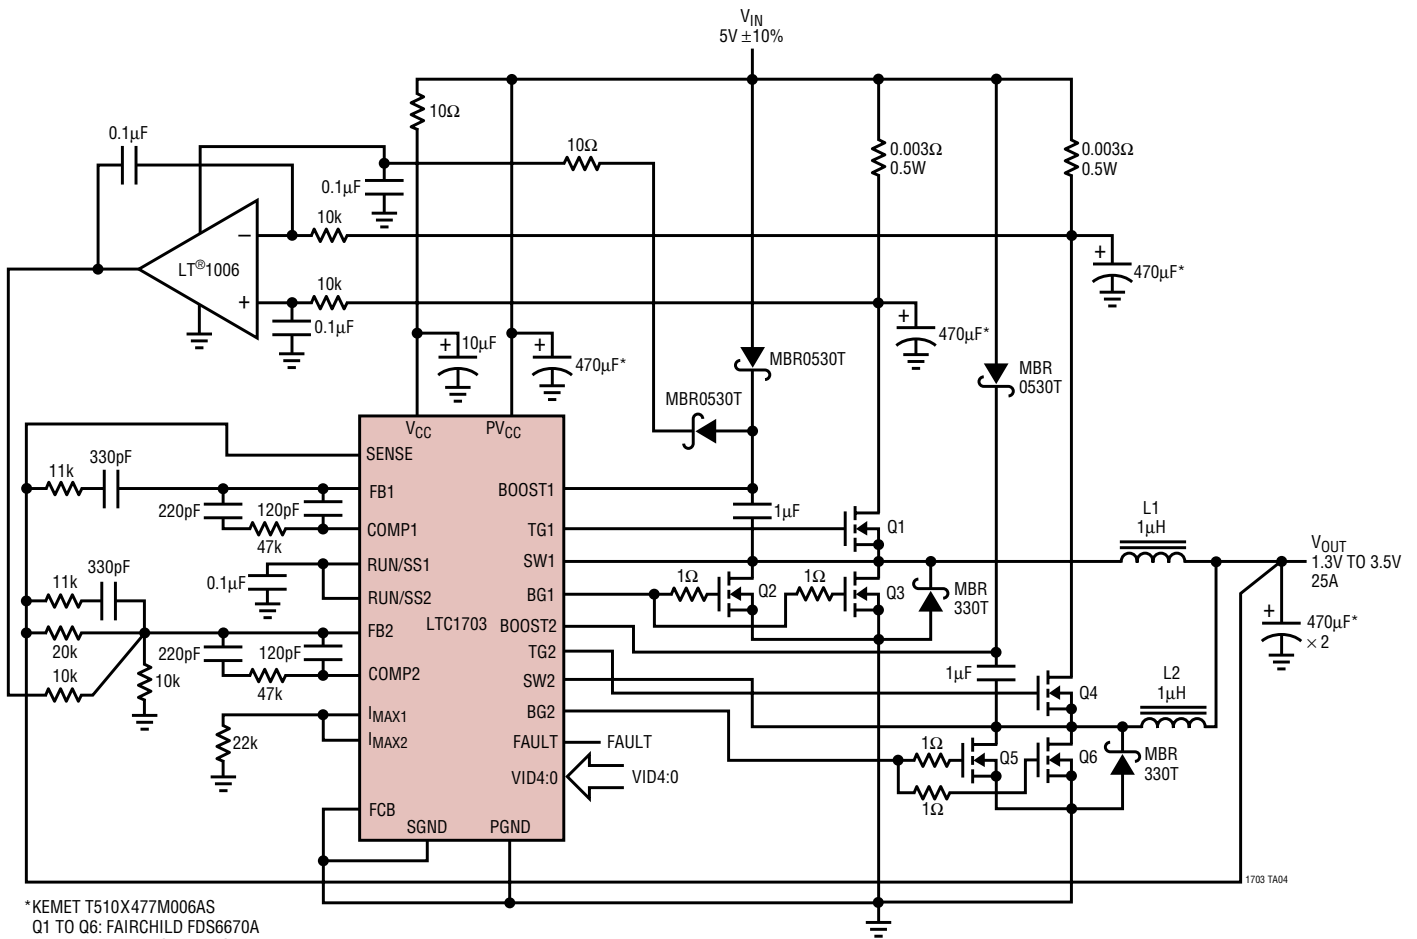 VIN
5V ±10%
10Ω
0.1µF
10Ω
0.003Ω
0.5W
0.003Ω
0.5W
0.1µF
10k
–
LT®1006
+
470µF*
10k
+
0.1µF
+
470µF*
+
10µF
+
470µF*
MBR0530T
MBR
0530T
MBR0530T
VCC
PVCC
SENSE
330pF
11k
FB1
BOOST1
220pF
120pF
1µF
L1
1µH
COMP1
TG1
Q1
47k
VOUT
1.3V TO 3.5V
25A
330pF
RUN/SS1
SW1
11k
0.1µF
1Ω
1Ω
RUN/SS2
BG1
Q2
Q3
MBR
330T
+
470µF*
× 2
FB2
LTC1703
BOOST2
20k
220pF
120pF
TG2
10k
10k
COMP2
SW2
1µF
L2
1µH
47k
Q4
IMAX1
BG2
22k
IMAX2
FAULT
FAULT
1Ω
Q5
Q6
MBR
330T
VID4:0
VID4:0
1Ω
FCB
SGND
PGND
1703 TA04
*KEMET T510X477M006AS
Q1 TO Q6: FAIRCHILD FDS6670A